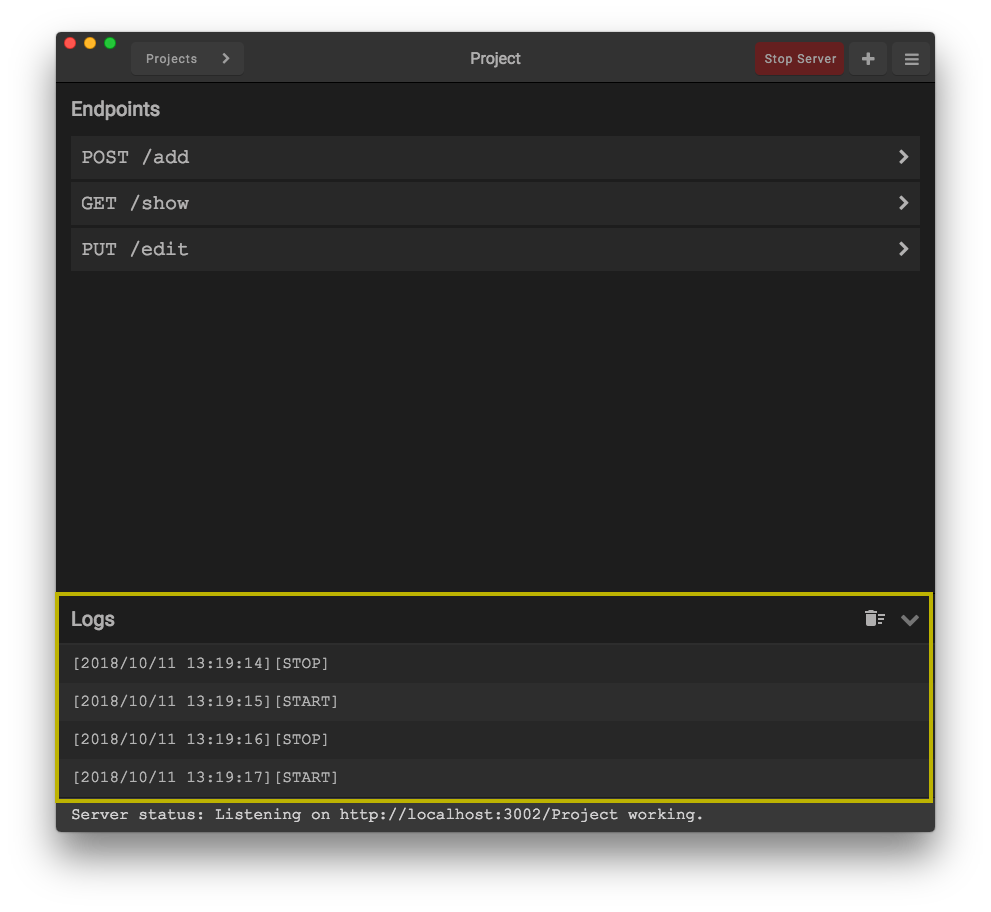 Projects
Project
Stop Server
Endpoints
POST /add
GET /show
PUT /edit
Logs
[2018/10/11 13:19:14][STOP]
[2018/10/11 13:19:15][START]
[2018/10/11 13:19:16][STOP]
[2018/10/11 13:19:17][START]
Server status: Listening on http://localhost:3002/Project working.